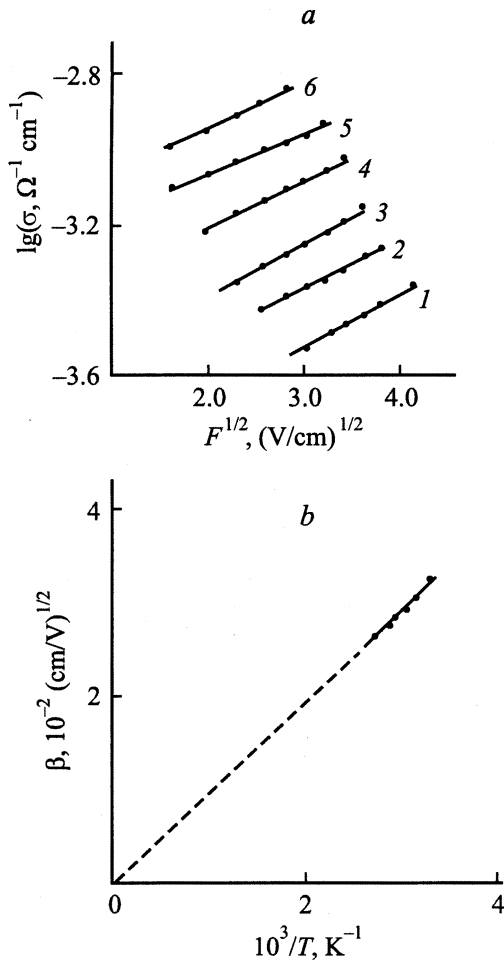 a
−2.8
6
5
4
−3.2
3
2
1
−3.6
lg(σ, Ω⁻¹ cm⁻¹)
2.0 3.0 4.0
F^1/2, (V/cm)^1/2
b
4
2
β, 10⁻² (cm/V)^1/2
0 2 4
10³/T, K⁻¹